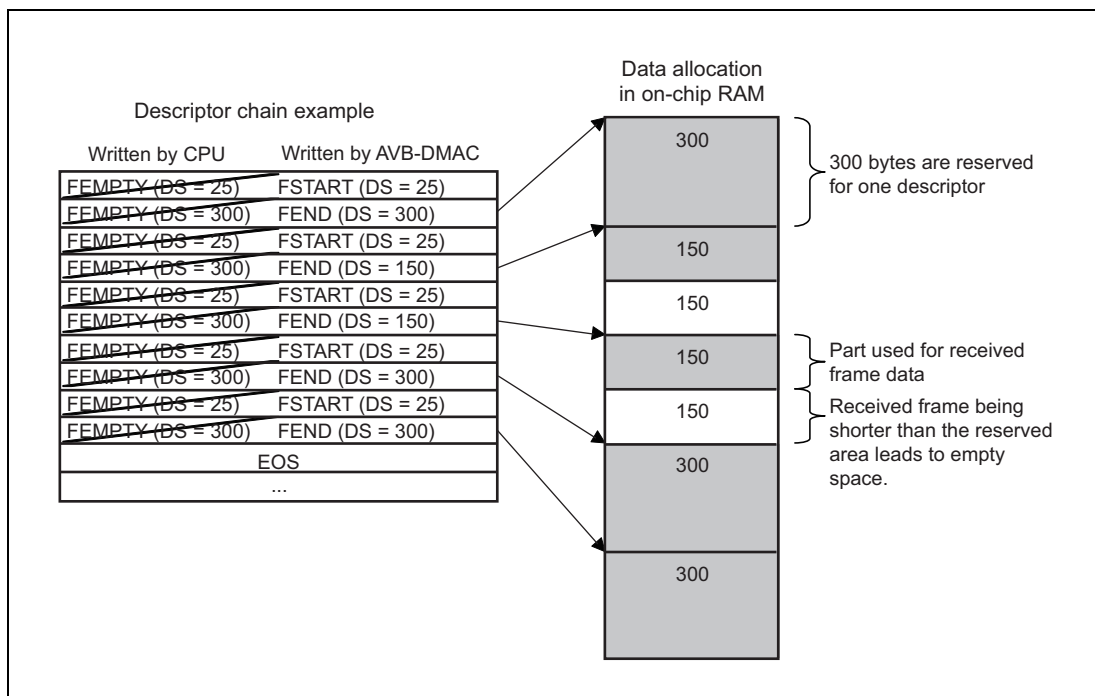 Data allocation
in on-chip RAM
Descriptor chain example
Written by CPU Written by AVB-DMAC
FEMPTY (DS = 25) FSTART (DS = 25)
FEMPTY (DS = 300) FEND (DS = 300)
FEMPTY (DS = 25) FSTART (DS = 25)
FEMPTY (DS = 300) FEND (DS = 150)
FEMPTY (DS = 25) FSTART (DS = 25)
FEMPTY (DS = 300) FEND (DS = 150)
FEMPTY (DS = 25) FSTART (DS = 25)
FEMPTY (DS = 300) FEND (DS = 300)
FEMPTY (DS = 25) FSTART (DS = 25)
FEMPTY (DS = 300) FEND (DS = 300)
EOS
...
300
150
150
150
150
300
300
300 bytes are reserved
for one descriptor
Part used for received
frame data
Received frame being
shorter than the reserved
area leads to empty
space.